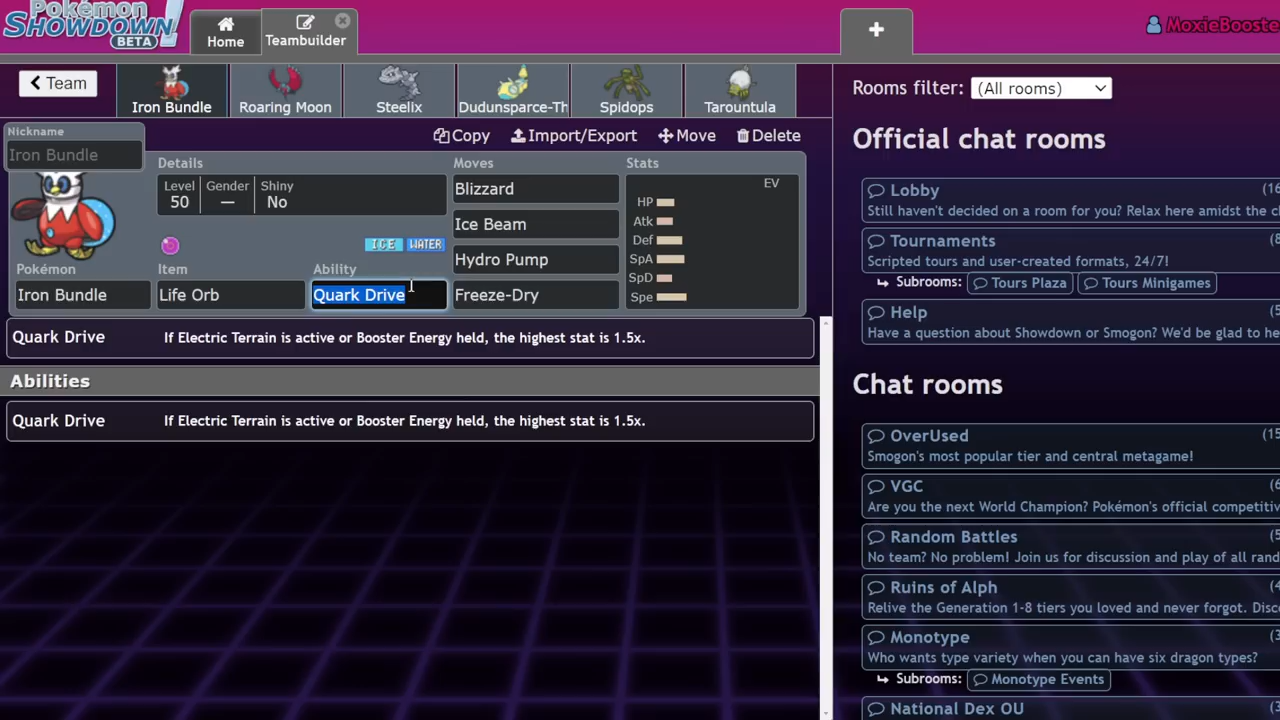 Pokémon
SHOWDOWN!
BETA
Home
Teambuilder
+
MoxieBooste
Team
Iron Bundle
Roaring Moon
Steelix
Dudunsparce-Th
Spidops
Tarountula
Copy
Import/Export
Move
Delete
Nickname
Iron Bundle
Details
Level
50
Gender
—
Shiny
No
ICE WATER
Pokémon
Iron Bundle
Item
Life Orb
Ability
Quark Drive
Moves
Blizzard
Ice Beam
Hydro Pump
Freeze-Dry
Stats
EV
HP
Atk
Def
SpA
SpD
Spe
Quark Drive If Electric Terrain is active or Booster Energy held, the highest stat is 1.5x.
Abilities
Quark Drive If Electric Terrain is active or Booster Energy held, the highest stat is 1.5x.
Rooms filter: (All rooms)
Official chat rooms
Lobby (16
Still haven't decided on a room for you? Relax here amidst the c
Tournaments (8
Scripted tours and user-created formats, 24/7!
Subrooms: Tours Plaza Tours Minigames
Help (5
Have a question about Showdown or Smogon? We'd be glad to he
Chat rooms
OverUsed (15
Smogon's most popular tier and central metagame!
VGC (6
Are you the next World Champion? Pokémon's official competitiv
Random Battles (5
No team? No problem! Join us for discussion and play of all rand
Ruins of Alph (4
Relive the Generation 1-8 tiers you loved and never forgot. Disc
Monotype (3
Who wants type variety when you can have six dragon types?
Subrooms: Monotype Events
National Dex OU